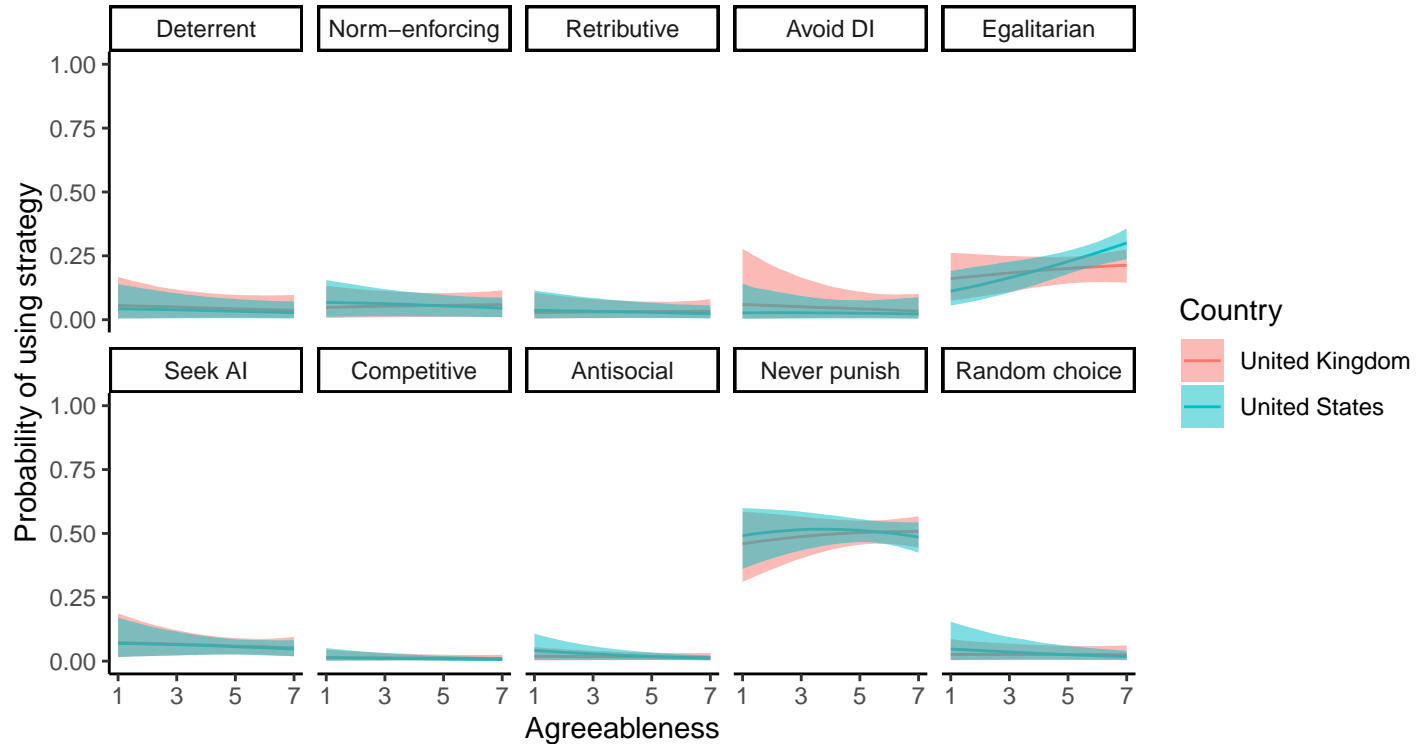 Deterrent Norm−enforcing Retributive Avoid DI Egalitarian
1.00
0.75
0.50
0.25
0.00
Seek AI Competitive Antisocial Never punish Random choice
1.00
0.75
0.50
0.25
0.00
1 3 5 7 1 3 5 7 1 3 5 7 1 3 5 7 1 3 5 7
Agreeableness
Probability of using strategy
Country
United Kingdom
United States